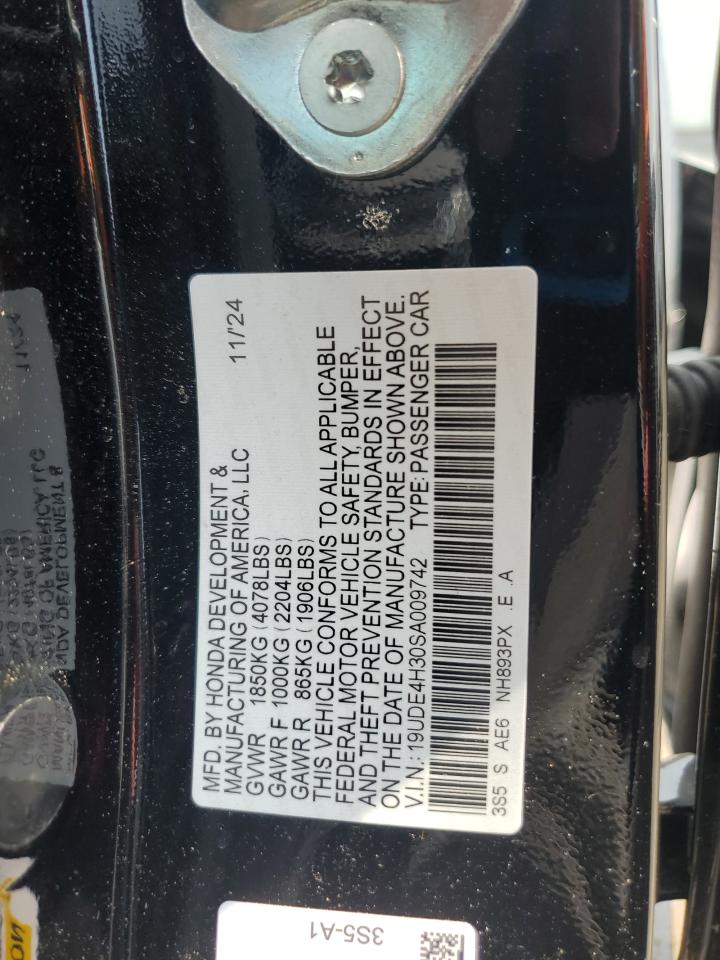 MFD. BY HONDA DEVELOPMENT &
MANUFACTURING OF AMERICA, LLC 11/'24
GVWR 1850KG (4078LBS)
GAWR F 1000KG (2204LBS)
GAWR R 865KG (1906LBS)
THIS VEHICLE CONFORMS TO ALL APPLICABLE
FEDERAL MOTOR VEHICLE SAFETY, BUMPER,
AND THEFT PREVENTION STANDARDS IN EFFECT
ON THE DATE OF MANUFACTURE SHOWN ABOVE.
V.I.N.: 19UDE4H30SA009742 TYPE:PASSENGER CAR
3S5 S AE6 NH893PX .E .A
3S5-A1